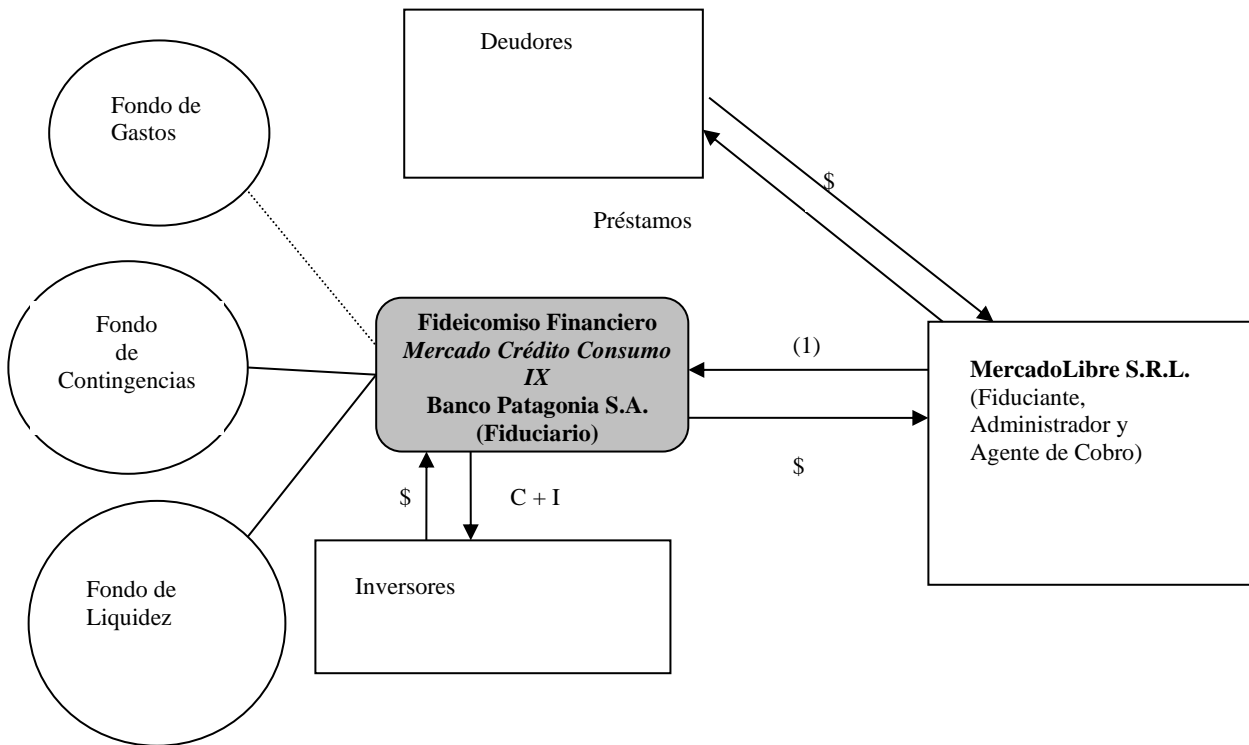 Deudores
Fondo de
Gastos
$
Préstamos
Fondo
de
Contingencias
Fideicomiso Financiero
Mercado Crédito Consumo
IX
Banco Patagonia S.A.
(Fiduciario)
(1)
MercadoLibre S.R.L.
(Fiduciante,
Administrador y
Agente de Cobro)
$
$
C + I
Fondo de
Liquidez
Inversores